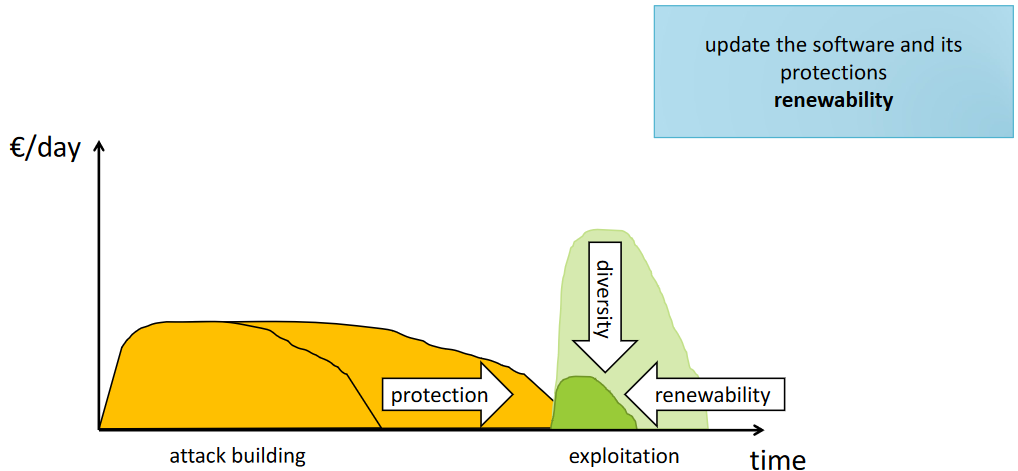 update the software and its
protections
renewability
€/day
diversity
protection
renewability
attack building
exploitation
time